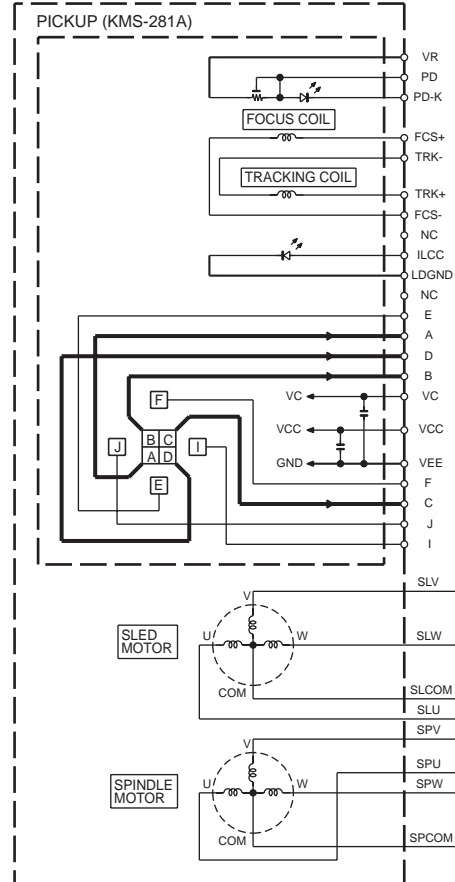 PICKUP (KMS-281A)
VR
PD
PD-K
FOCUS COIL
FCS+
TRK-
TRACKING COIL
TRK+
FCS-
NC
ILCC
LDGND
NC
E
A
D
B
F
VC
VC
B C
VCC
VCC
J
I
A D
GND
VEE
E
F
C
J
I
SLV
V
SLED
MOTOR
U
W
SLW
COM
SLCOM
SLU
SPV
V
SPU
SPINDLE
MOTOR
U
W
SPW
COM
SPCOM